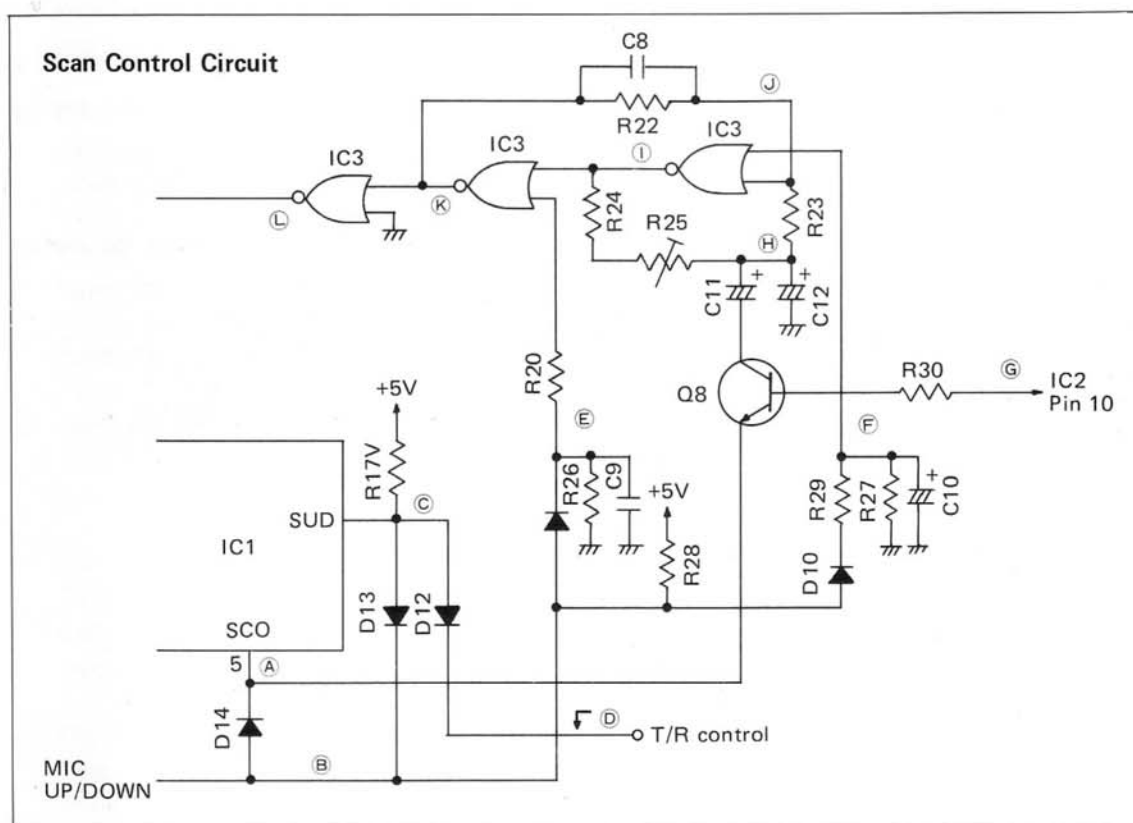 Scan Control Circuit
C8
J
R22
IC3
IC3
IC3
I
K
L
R24
R25
H
R23
C11
+
+
C12
R20
Q8
R30
G
IC2
Pin 10
+5V
E
F
R17V
R26
C9
+5V
R29
R27
+
C10
C
SUD
IC1
R28
D10
D13
D12
SCO
5
A
D14
D
T/R control
MIC
UP/DOWN
B